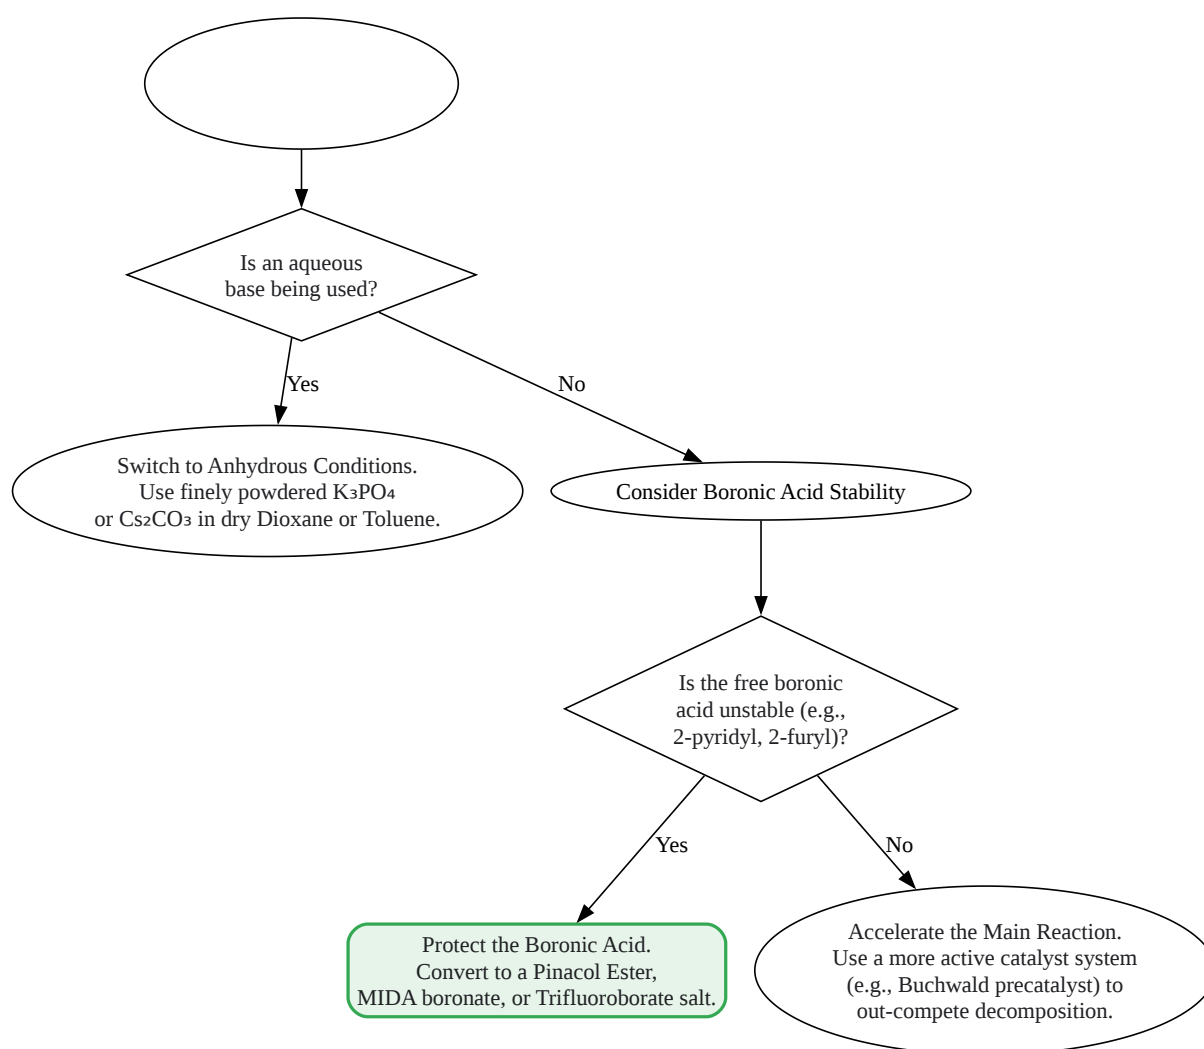 Is an aqueous
base being used?
Yes
No
Switch to Anhydrous Conditions.
Use finely powdered K₃PO₄
or Cs₂CO₃ in dry Dioxane or Toluene.
Consider Boronic Acid Stability
Is the free boronic
acid unstable (e.g.,
2-pyridyl, 2-furyl)?
Yes
No
Protect the Boronic Acid.
Convert to a Pinacol Ester,
MIDA boronate, or Trifluoroborate salt.
Accelerate the Main Reaction.
Use a more active catalyst system
(e.g., Buchwald precatalyst) to
out-compete decomposition.